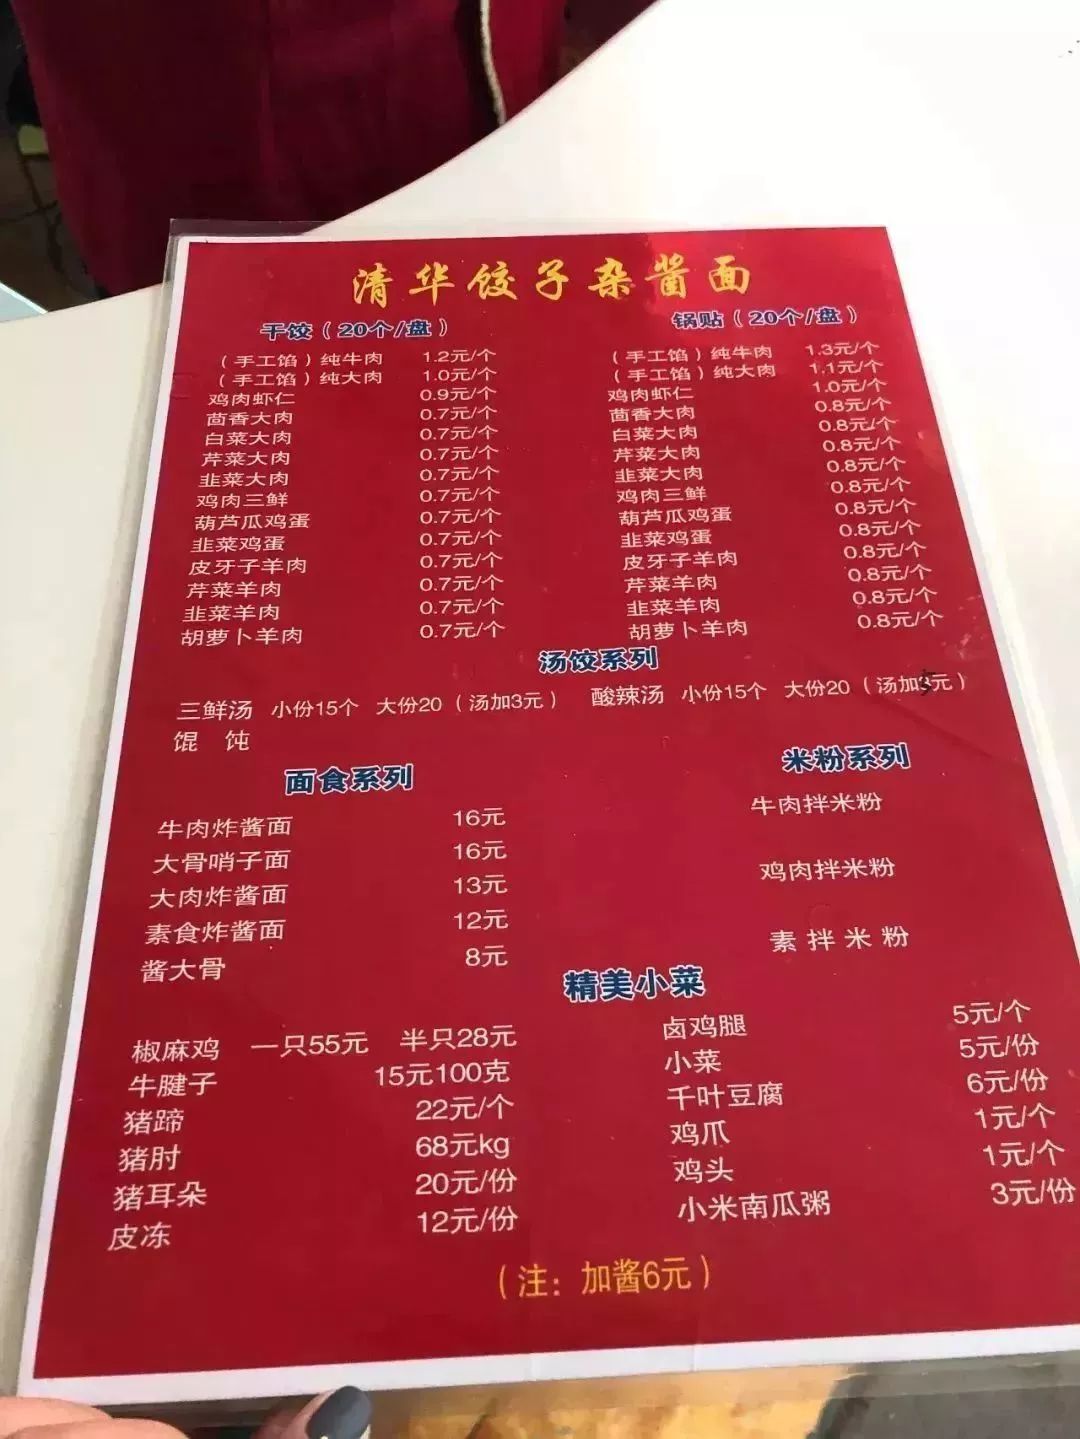 清华饺子杂酱面
干饺（20个/盘）
（手工馅）纯牛肉 1.2元/个
（手工馅）纯大肉 1.0元/个
鸡肉虾仁 0.9元/个
茴香大肉 0.7元/个
白菜大肉 0.7元/个
芹菜大肉 0.7元/个
韭菜大肉 0.7元/个
鸡肉三鲜 0.7元/个
葫芦瓜鸡蛋 0.7元/个
韭菜鸡蛋 0.7元/个
皮牙子羊肉 0.7元/个
芹菜羊肉 0.7元/个
韭菜羊肉 0.7元/个
胡萝卜羊肉 0.7元/个
锅贴（20个/盘）
（手工馅）纯牛肉 1.3元/个
（手工馅）纯大肉 1.1元/个
鸡肉虾仁 1.0元/个
茴香大肉 0.8元/个
白菜大肉 0.8元/个
芹菜大肉 0.8元/个
韭菜大肉 0.8元/个
鸡肉三鲜 0.8元/个
葫芦瓜鸡蛋 0.8元/个
韭菜鸡蛋 0.8元/个
皮牙子羊肉 0.8元/个
芹菜羊肉 0.8元/个
韭菜羊肉 0.8元/个
胡萝卜羊肉 0.8元/个
汤饺系列
三鲜汤 小份15个 大份20（汤加3元） 酸辣汤 小份15个 大份20（汤加元）
馄 饨
面食系列
牛肉炸酱面 16元
大骨哨子面 16元
大肉炸酱面 13元
素食炸酱面 12元
酱大骨 8元
米粉系列
牛肉拌米粉
鸡肉拌米粉
素拌米粉
精美小菜
椒麻鸡 一只55元 半只28元
牛腱子 15元100克
猪蹄 22元/个
猪肘 68元kg
猪耳朵 20元/份
皮冻 12元/份
卤鸡腿 5元/个
小菜 5元/份
千叶豆腐 6元/份
鸡爪 1元/个
鸡头 1元/个
小米南瓜粥 3元/份
（注：加酱6元）